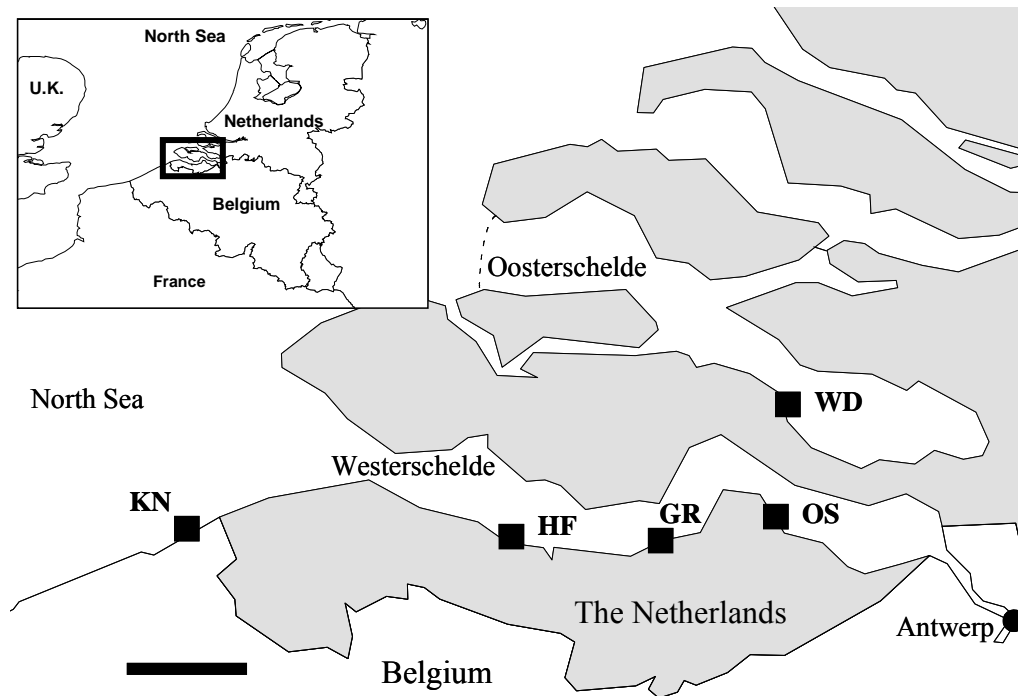 North Sea
U.K.
Netherlands
Belgium
France
Oosterschelde
North Sea
WD
Westerschelde
KN
HF
GR
OS
The Netherlands
Antwerp
Belgium